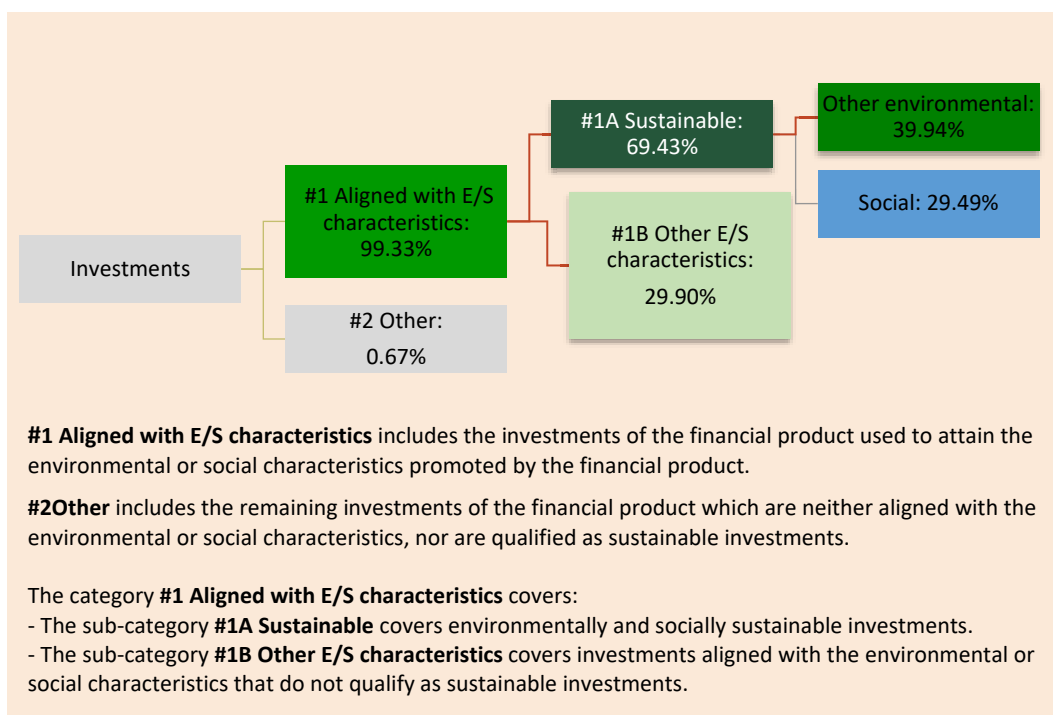 Investments
#1 Aligned with E/S
characteristics:
99.33%
#2 Other:
0.67%
#1A Sustainable:
69.43%
#1B Other E/S
characteristics:
29.90%
Other environmental:
39.94%
Social: 29.49%
#1 Aligned with E/S characteristics includes the investments of the financial product used to attain the
environmental or social characteristics promoted by the financial product.
#2Other includes the remaining investments of the financial product which are neither aligned with the
environmental or social characteristics, nor are qualified as sustainable investments.
The category #1 Aligned with E/S characteristics covers:
- The sub-category #1A Sustainable covers environmentally and socially sustainable investments.
- The sub-category #1B Other E/S characteristics covers investments aligned with the environmental or
social characteristics that do not qualify as sustainable investments.